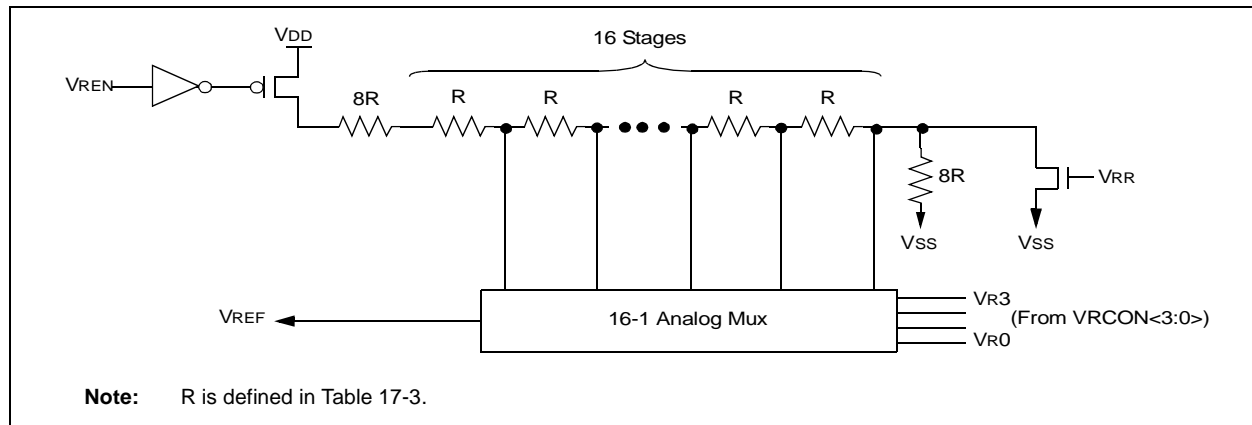 VDD
16 Stages
VREN
8R
R
R
R
R
8R
VRR
VSS
VSS
VREF
16-1 Analog Mux
VR3
(From VRCON<3:0>)
VR0
Note: R is defined in Table 17-3.